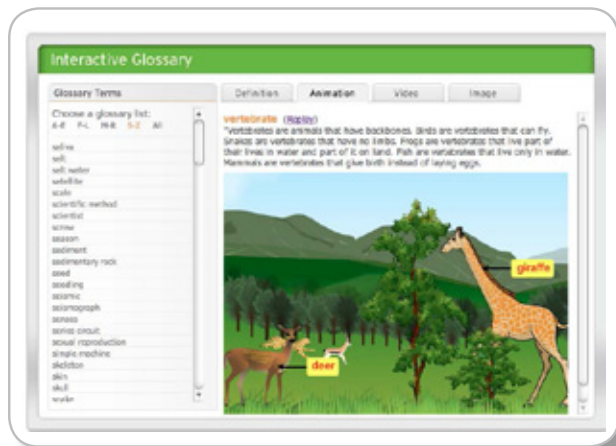 Interactive Glossary
Glossary Terms
Choose a glossary list:
A-E F-L M-R S-Z All
saliva
salt
salt water
satellite
scale
scientific method
scientist
screw
season
sediment
sedimentary rock
seed
seedling
seismic
seismograph
senses
series circuit
sexual reproduction
simple machine
skeleton
skin
skull
snake
Definition Animation Video Image
vertebrate (Replay)
"Vertebrates are animals that have backbones. Birds are vertebrates that can fly.
Snakes are vertebrates that have no limbs. Frogs are vertebrates that live part of
their lives in water and part of it on land. Fish are vertebrates that live only in water.
Mammals are vertebrates that give birth instead of laying eggs.
giraffe
deer